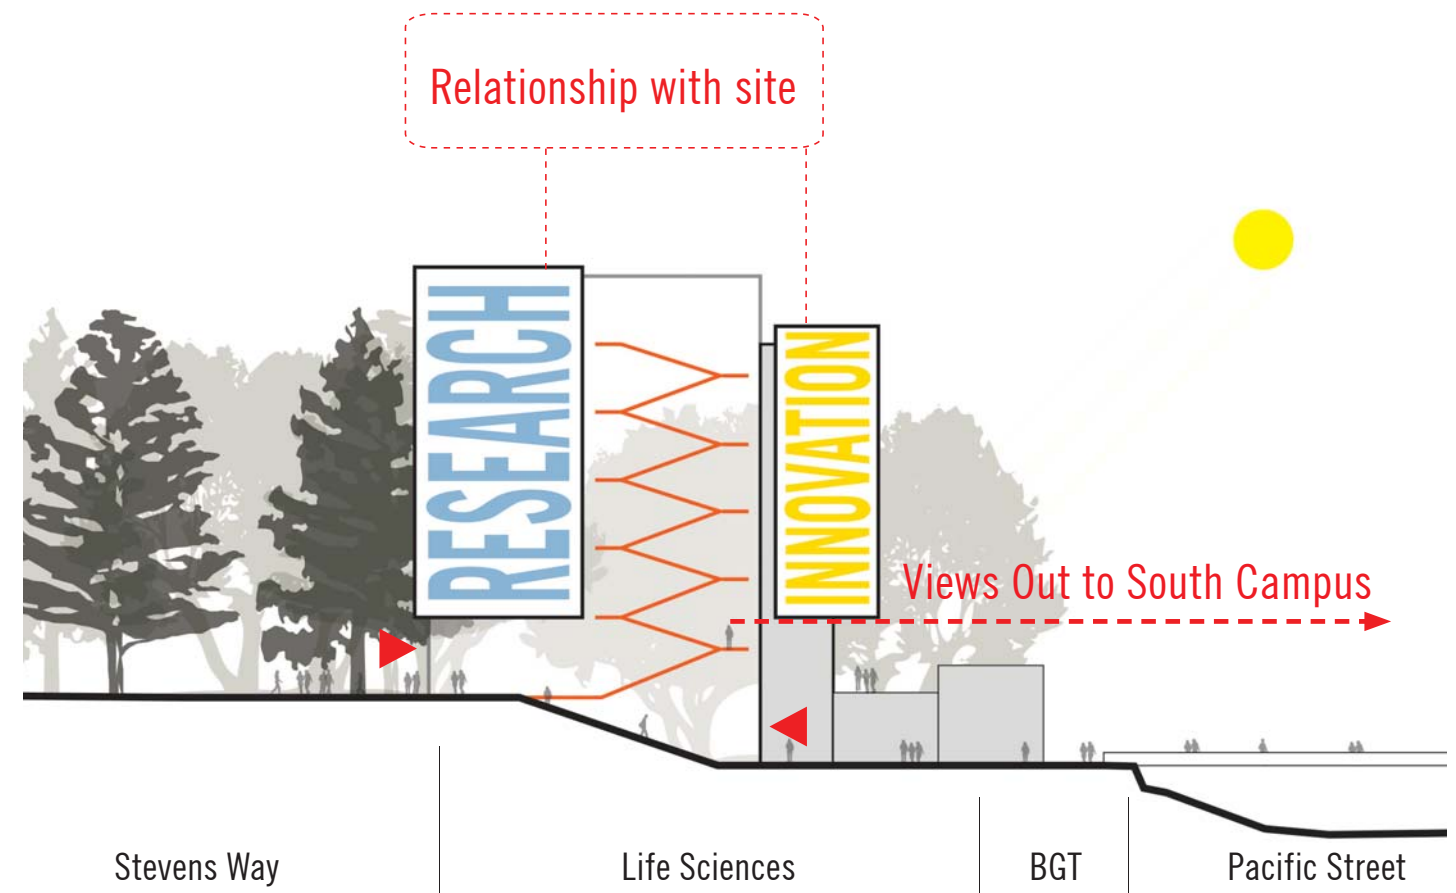 Relationship with site
RESEARCH
INNOVATION
Views Out to South Campus
Stevens Way
Life Sciences
BGT
Pacific Street